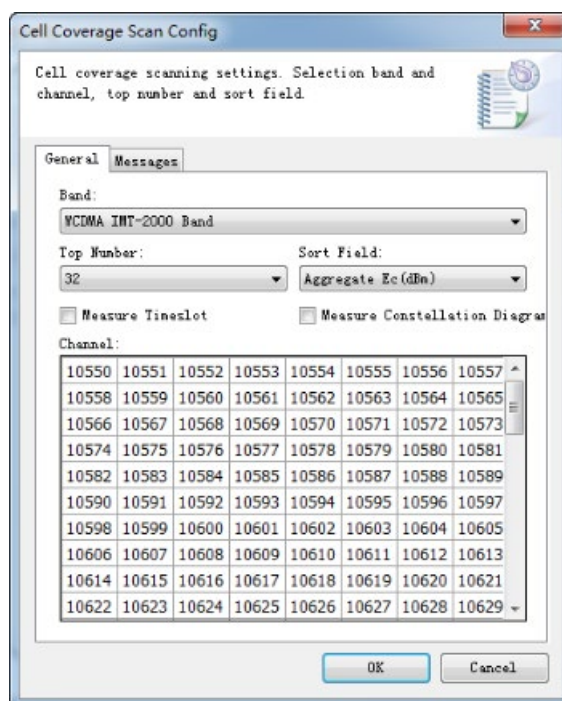 Cell Coverage Scan Config
Cell coverage scanning settings. Selection band and
channel, top number and sort field.
General Messages
Band:
WCDMA IMT-2000 Band
Top Number: Sort Field:
32 Aggregate Ec(dBm)
Measure Timeslot Measure Constellation Diagram
Channel:
10550 10551 10552 10553 10554 10555 10556 10557
10558 10559 10560 10561 10562 10563 10564 10565
10566 10567 10568 10569 10570 10571 10572 10573
10574 10575 10576 10577 10578 10579 10580 10581
10582 10583 10584 10585 10586 10587 10588 10589
10590 10591 10592 10593 10594 10595 10596 10597
10598 10599 10600 10601 10602 10603 10604 10605
10606 10607 10608 10609 10610 10611 10612 10613
10614 10615 10616 10617 10618 10619 10620 10621
10622 10623 10624 10625 10626 10627 10628 10629
OK Cancel